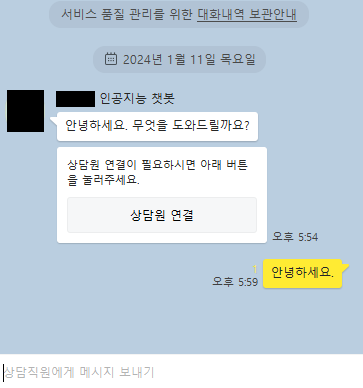 서비스 품질 관리를 위한 대화내역 보관안내
2024년 1월 11일 목요일
인공지능 챗봇
안녕하세요. 무엇을 도와드릴까요?
상담원 연결이 필요하시면 아래 버튼
을 눌러주세요.
상담원 연결
오후 5:54
1
오후 5:59
안녕하세요.
상담직원에게 메시지 보내기